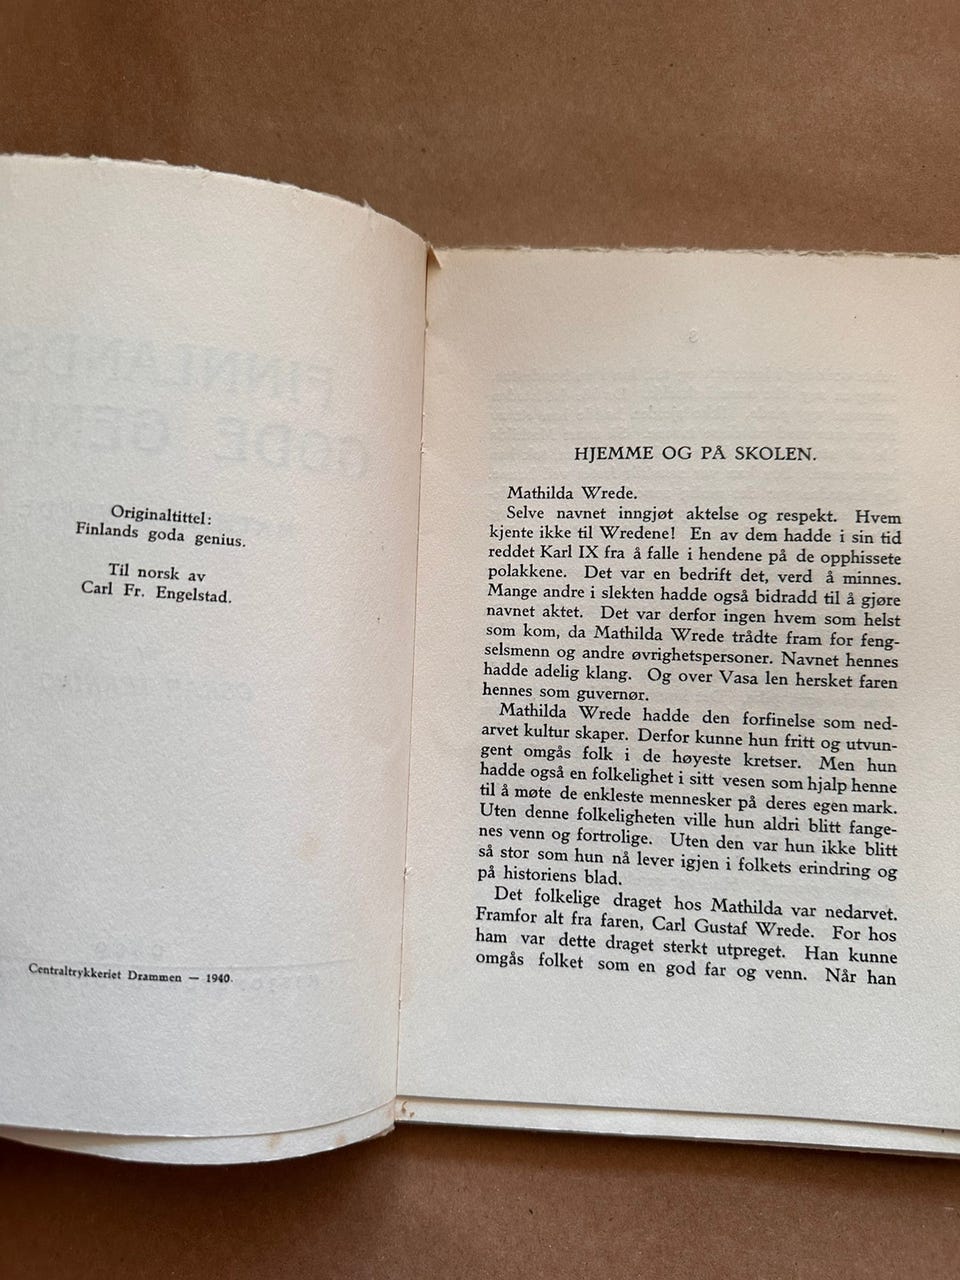 Originaltittel:
Finlands goda genius.
Til norsk av
Carl Fr. Engelstad.
Centraltrykkeriet Drammen — 1940.
HJEMME OG PÅ SKOLEN.
Mathilda Wrede.
Selve navnet inngjøt aktelse og respekt. Hvem
kjente ikke til Wredene! En av dem hadde i sin tid
reddet Karl IX fra å falle i hendene på de opphissete
polakkene. Det var en bedrift det, verd å minnes.
Mange andre i slekten hadde også bidradd til å gjøre
navnet aktet. Det var derfor ingen hvem som helst
som kom, da Mathilda Wrede trådte fram for feng-
selsmenn og andre øvrighetspersoner. Navnet hennes
hadde adelig klang. Og over Vasa len hersket faren
hennes som guvernør.
Mathilda Wrede hadde den forfinelse som ned-
arvet kultur skaper. Derfor kunne hun fritt og utvun-
gent omgås folk i de høyeste kretser. Men hun
hadde også en folkelighet i sitt vesen som hjalp henne
til å møte de enkleste mennesker på deres egen mark.
Uten denne folkeligheten ville hun aldri blitt fange-
nes venn og fortrolige. Uten den var hun ikke blitt
så stor som hun nå lever igjen i folkets erindring og
på historiens blad.
Det folkelige draget hos Mathilda var nedarvet.
Framfor alt fra faren, Carl Gustaf Wrede. For hos
ham var dette draget sterkt utpreget. Han kunne
omgås folket som en god far og venn. Når han